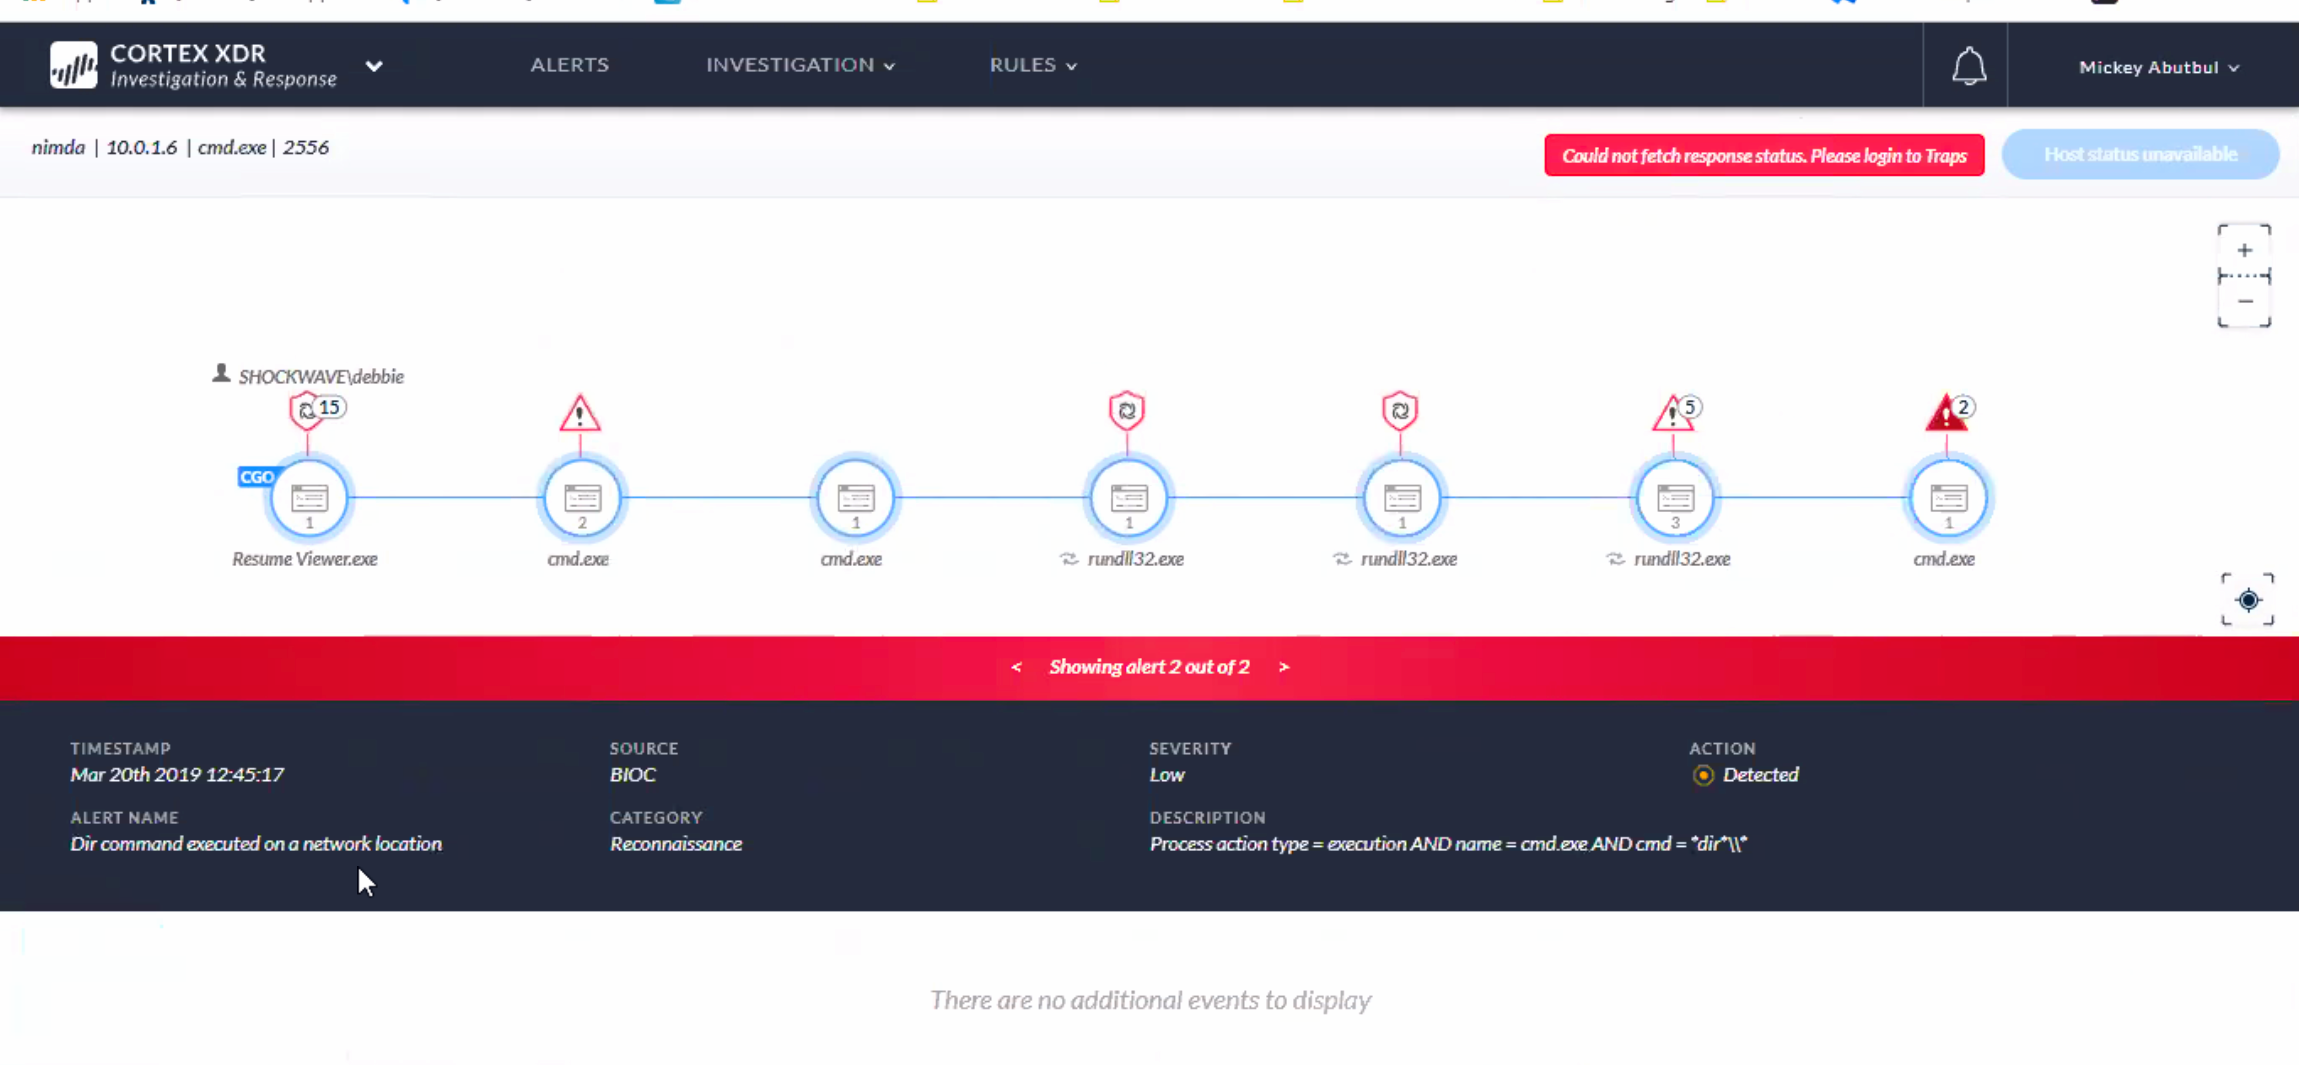 CORTEX XDR
Investigation & Response
ALERTS
INVESTIGATION
RULES
Mickey Abutbul
nimda | 10.0.1.6 | cmd.exe | 2556
Could not fetch response status. Please login to Traps
Host status unavailable
+
−
SHOCKWAVE\debbie
15
5
2
CGO
1
2
1
1
1
3
1
Resume Viewer.exe
cmd.exe
cmd.exe
rundll32.exe
rundll32.exe
rundll32.exe
cmd.exe
< Showing alert 2 out of 2 >
TIMESTAMP
Mar 20th 2019 12:45:17
SOURCE
BIOC
SEVERITY
Low
ACTION
Detected
ALERT NAME
Dir command executed on a network location
CATEGORY
Reconnaissance
DESCRIPTION
Process action type = execution AND name = cmd.exe AND cmd = *dir*\\*
There are no additional events to display